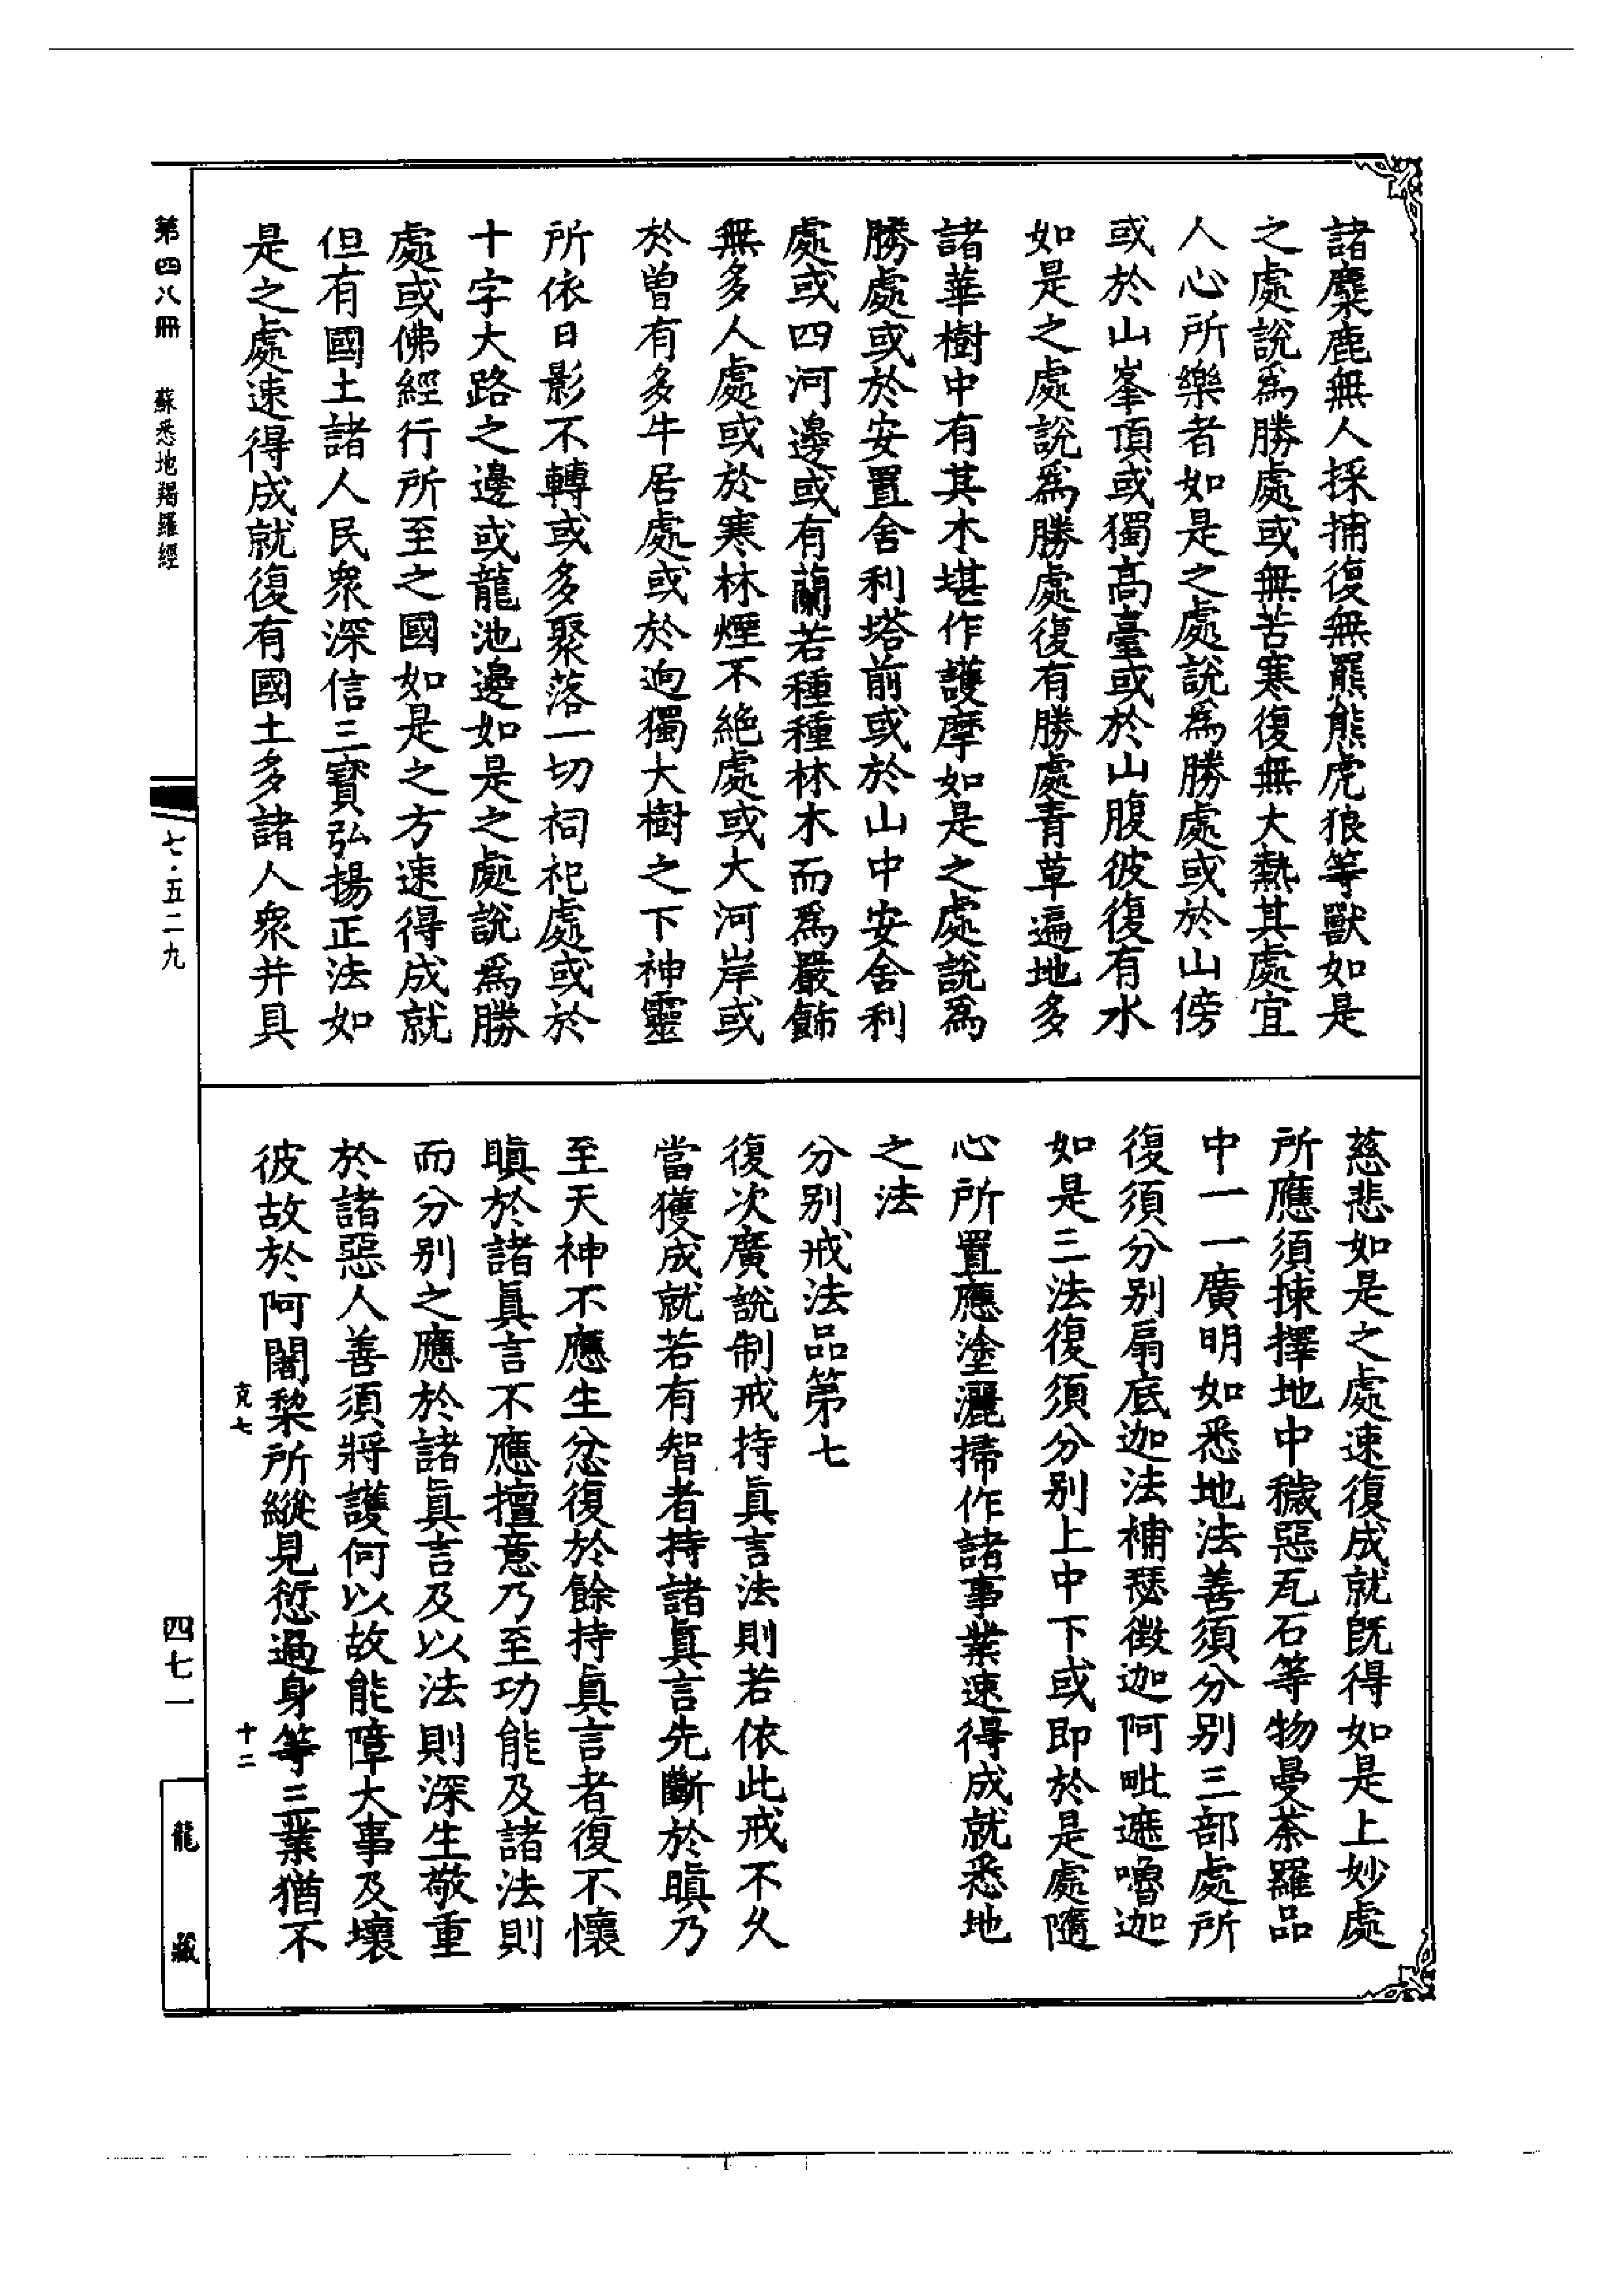 諸麋鹿無人採捕復無羆熊虎狼等獸如是
之處説爲勝處或無苦寒復無大熱其處宜
人心所樂者如是之處説爲勝處或於山傍
或於山峯頂或獨高臺或於山腹彼復有水
如是之處説爲勝處復有勝處青草遍地多
諸華樹中有其木堪作護摩如是之處説爲
勝處或於安置舍利塔前或於山中安舍利
處或四河邊或有蘭若種種林木而爲嚴飾
無多人處或於寒林煙不絶處或大河岸或
於曽有多牛居處或於逈獨大樹之下神靈
所依日影不轉或多聚落一切祠祀處或於
十字大路之邊或龍池邊如是之處説爲勝
處或佛經行所至之國如是之方速得成就
但有國土諸人民衆深信三寳弘揚正法如
是之處速得成就復有國土多諸人衆并具
慈悲如是之處速復成就旣得如是上妙處
所應須揀擇地中穢惡瓦石等物曼荼羅品
中一一廣明如悉地法善須分别三部處所
復須分别扇底迦法補瑟徵迦阿毗遮嚕迦
如是三法復須分别上中下或即於是處隨
心所置應塗灑掃作諸事業速得成就悉地
之法
分别戒法品第七
復次廣説制戒持眞言法則若依此戒不久
當獲成就若有智者持諸眞言先斷於瞋乃
至天神不應生忿復於餘持眞言者復不懷
瞋於諸眞言不應擅意乃至功能及諸法則
而分别之應於諸眞言及以法則深生敬重
於諸惡人善須將護何以故能障大事及壞
彼故於阿闍棃所縱見愆過身等三業猶不
克七
十二
第四八冊 蘇悉地羯羅經
七·五二九
四七一
龍藏